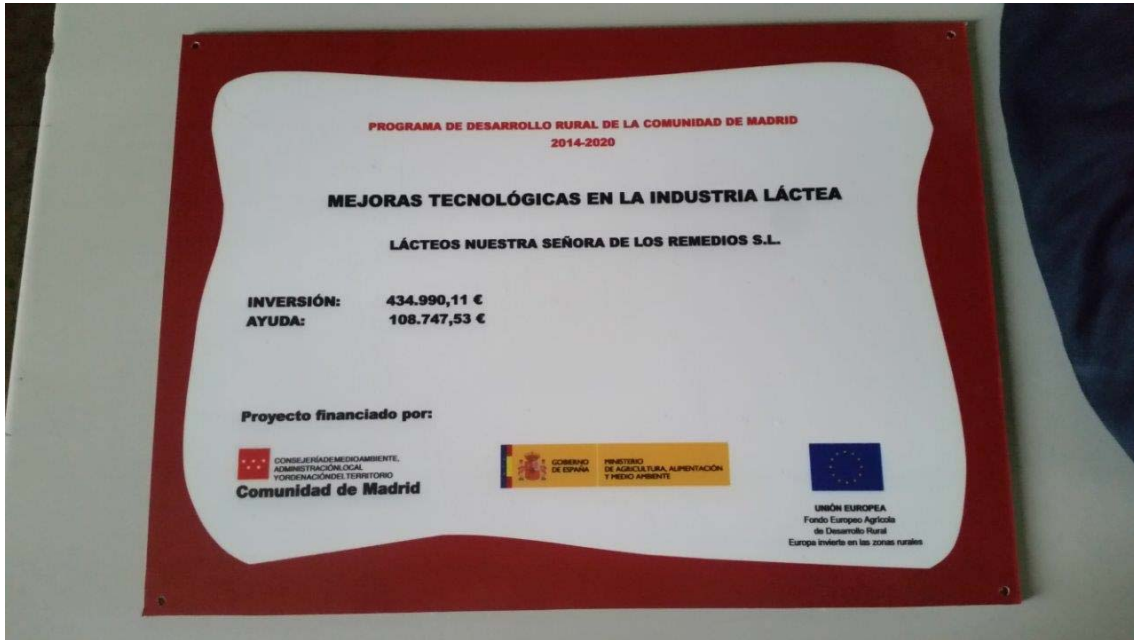 PROGRAMA DE DESARROLLO RURAL DE LA COMUNIDAD DE MADRID
2014-2020
MEJORAS TECNOLÓGICAS EN LA INDUSTRIA LÁCTEA
LÁCTEOS NUESTRA SEÑORA DE LOS REMEDIOS S.L.
INVERSIÓN: 434.990,11 €
AYUDA: 108.747,53 €
Proyecto financiado por:
CONSEJERÍADEMEDIOAMBIENTE,
ADMINISTRACIÓNLOCAL
YORDENACIÓNDELTERRITORIO
Comunidad de Madrid
GOBIERNO
DE ESPAÑA
MINISTERIO
DE AGRICULTURA, ALIMENTACIÓN
Y MEDIO AMBIENTE
UNIÓN EUROPEA
Fondo Europeo Agrícola
de Desarrollo Rural
Europa invierte en las zonas rurales